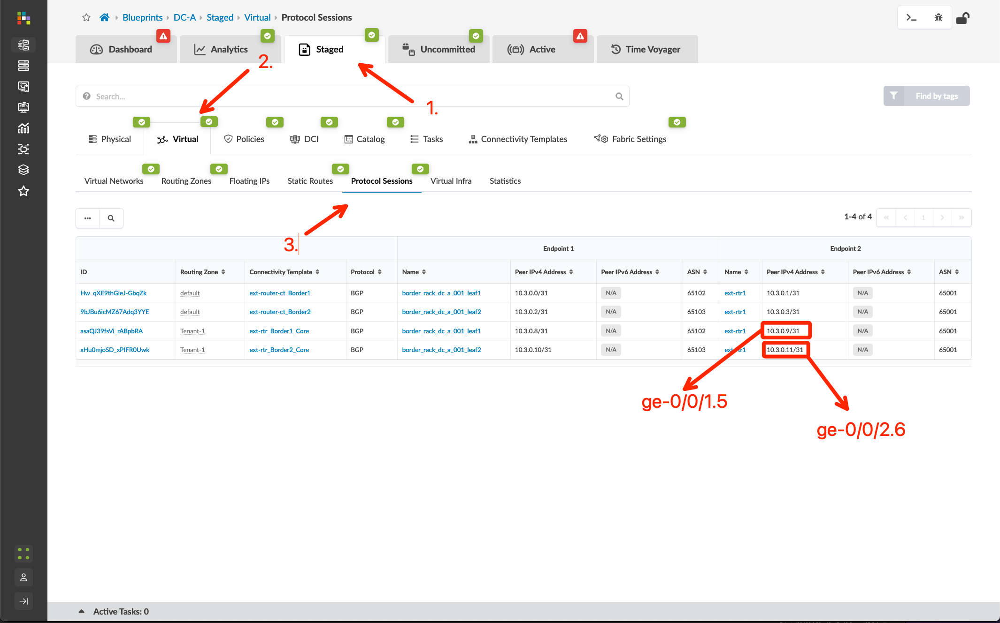 Blueprints DC-A Staged Virtual Protocol Sessions
Dashboard Analytics Staged Uncommitted Active Time Voyager
2.
Search...
Find by tags
1.
Physical Virtual Policies DCI Catalog Tasks Connectivity Templates Fabric Settings
Virtual Networks Routing Zones Floating IPs Static Routes Protocol Sessions Virtual Infra Statistics
1-4 of 4 « < 1 > »
3.
Endpoint 1 Endpoint 2
ID Routing Zone Connectivity Template Protocol Name Peer IPv4 Address Peer IPv6 Address ASN Name Peer IPv4 Address Peer IPv6 Address ASN
Hw_qXE9thGieJ-GbqZk default ext-router-ct_Border1 BGP border_rack_dc_a_001_leaf1 10.3.0.0/31 N/A 65102 ext-rtr1 10.3.0.1/31 N/A 65001
9bJBu6icMZ67Adq3YYE default ext-router-ct_Border2 BGP border_rack_dc_a_001_leaf2 10.3.0.2/31 N/A 65103 ext-rtr1 10.3.0.3/31 N/A 65001
asaQJ39fsVi_rABpbRA Tenant-1 ext-rtr_Border1_Core BGP border_rack_dc_a_001_leaf1 10.3.0.8/31 N/A 65102 ext-rtr1 10.3.0.9/31 N/A 65001
xHu0mjoSD_xPIFR0Uwk Tenant-1 ext-rtr_Border2_Core BGP border_rack_dc_a_001_leaf2 10.3.0.10/31 N/A 65103 ext-rtr1 10.3.0.11/31 N/A 65001
ge-0/0/1.5
ge-0/0/2.6
Active Tasks: 0